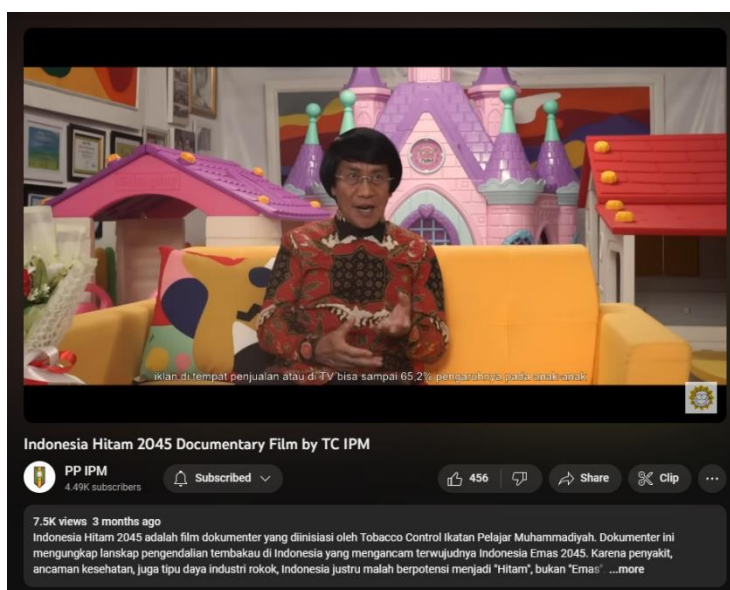 iklan di tempat penjualan atau di TV bisa sampai 65,2% pengaruhnya pada anak-anak
Indonesia Hitam 2045 Documentary Film by TC IPM
PP IPM
4.49K subscribers
Subscribed
456
Share
Clip
7.5K views 3 months ago
Indonesia Hitam 2045 adalah film dokumenter yang diinisiasi oleh Tobacco Control Ikatan Pelajar Muhammadiyah. Dokumenter ini
mengungkap lanskap pengendalian tembakau di Indonesia yang mengancam terwujudnya Indonesia Emas 2045. Karena penyakit,
ancaman kesehatan, juga tipu daya industri rokok, Indonesia justru malah berpotensi menjadi "Hitam", bukan "Emas" ...more